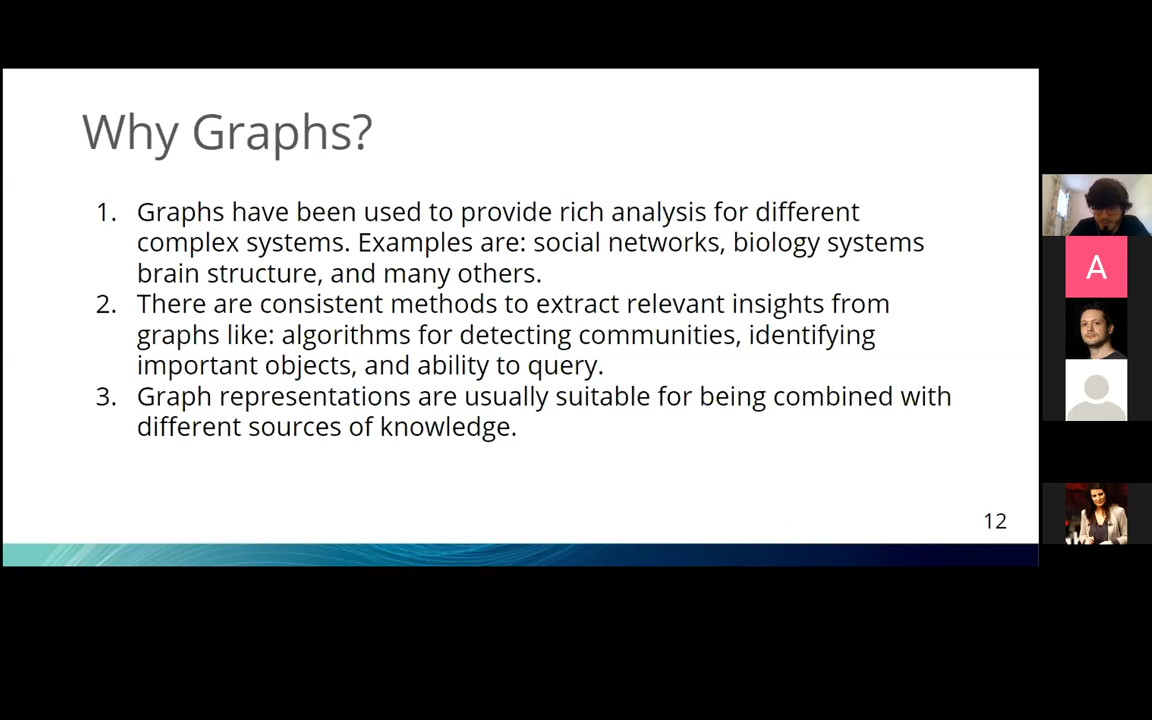 Why Graphs?
1. Graphs have been used to provide rich analysis for different
complex systems. Examples are: social networks, biology systems
brain structure, and many others.
2. There are consistent methods to extract relevant insights from
graphs like: algorithms for detecting communities, identifying
important objects, and ability to query.
3. Graph representations are usually suitable for being combined with
different sources of knowledge.
12
A